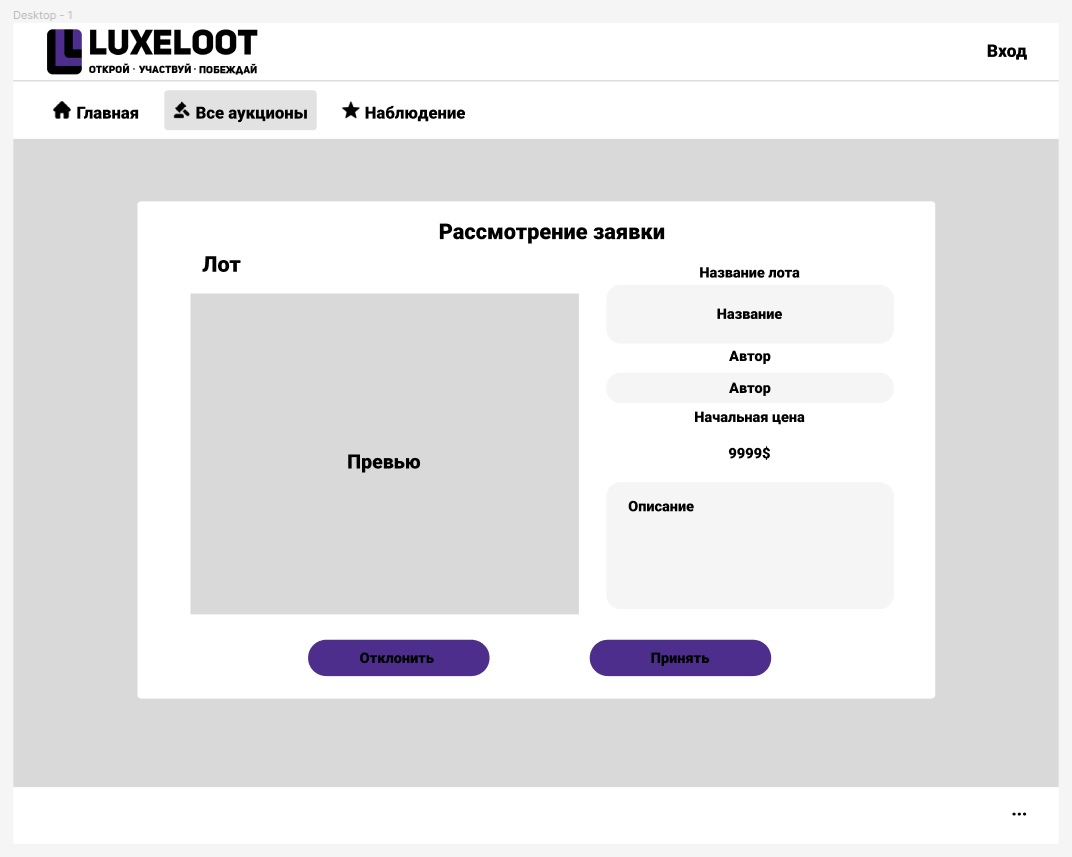 Desktop - 1
LUXELOOT
ОТКРОЙ · УЧАСТВУЙ · ПОБЕЖДАЙ
Вход
Главная
Все аукционы
Наблюдение
Рассмотрение заявки
Лот
Превью
Название лота
Название
Автор
Автор
Начальная цена
9999$
Описание
Отклонить
Принять
...